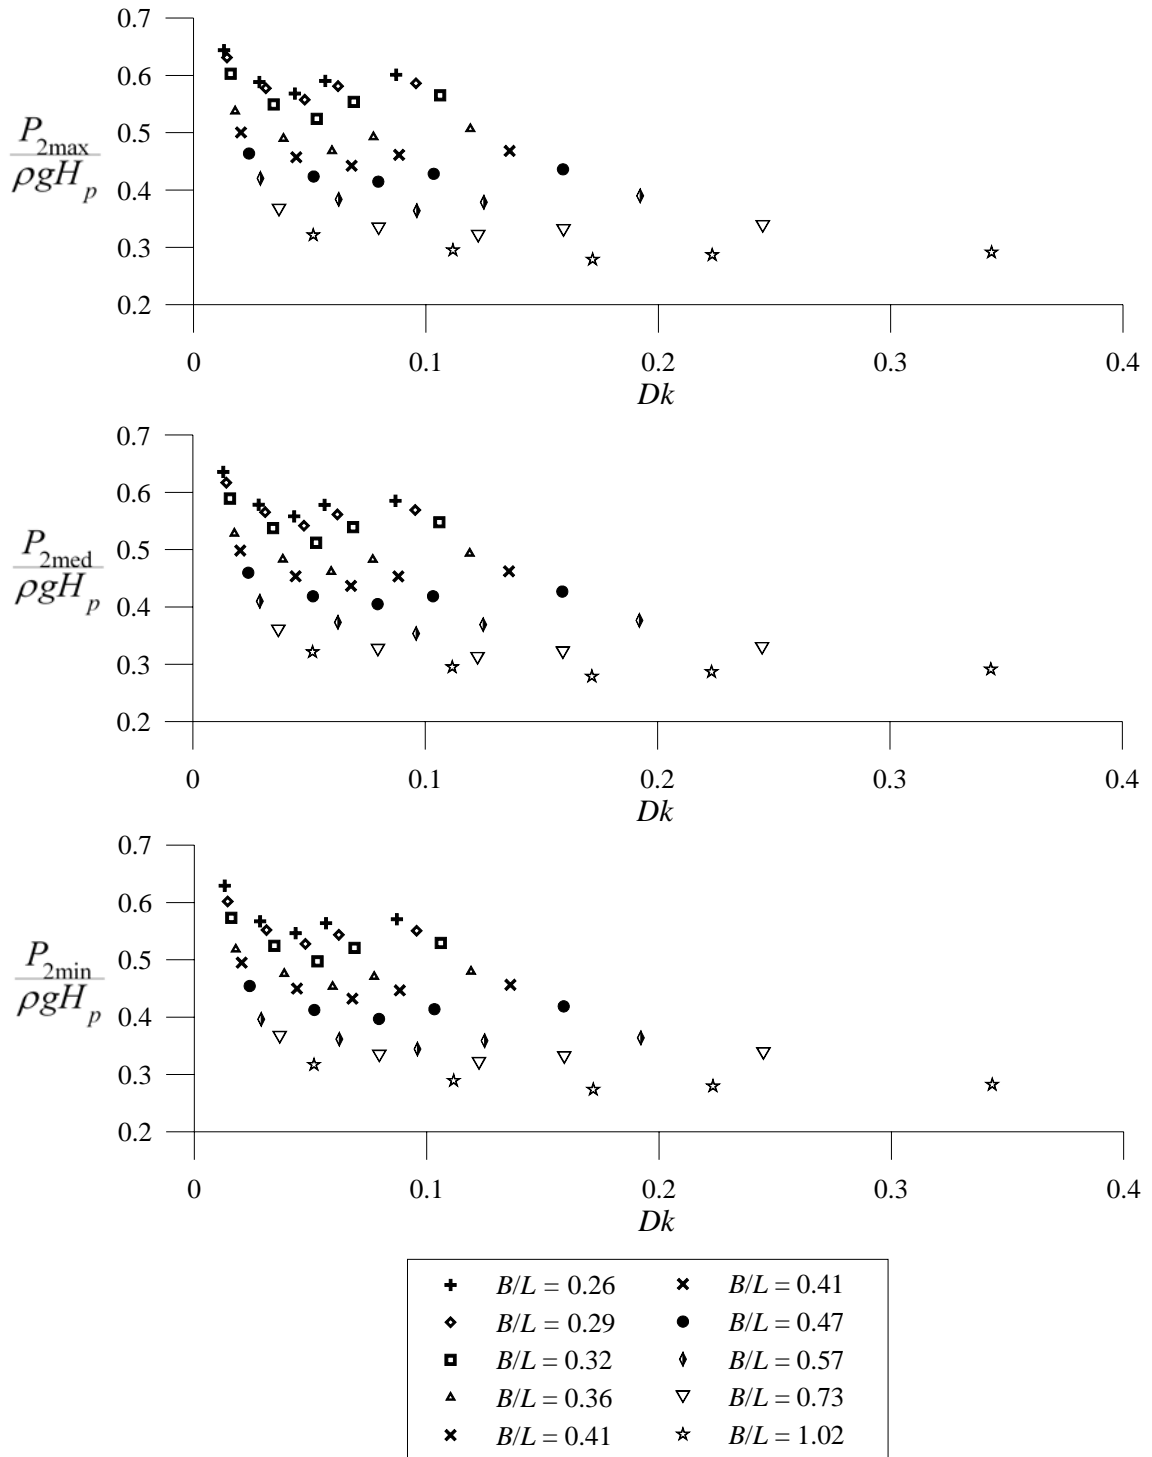 0.7
0.6
0.5
0.4
0.3
0.2
P2max
ρgHp
0 0.1 0.2 0.3 0.4
Dk
0.7
0.6
0.5
0.4
0.3
0.2
P2med
ρgHp
0 0.1 0.2 0.3 0.4
Dk
0.7
0.6
0.5
0.4
0.3
0.2
P2min
ρgHp
0 0.1 0.2 0.3 0.4
Dk
B/L = 0.26 B/L = 0.41
B/L = 0.29 B/L = 0.47
B/L = 0.32 B/L = 0.57
B/L = 0.36 B/L = 0.73
B/L = 0.41 B/L = 1.02